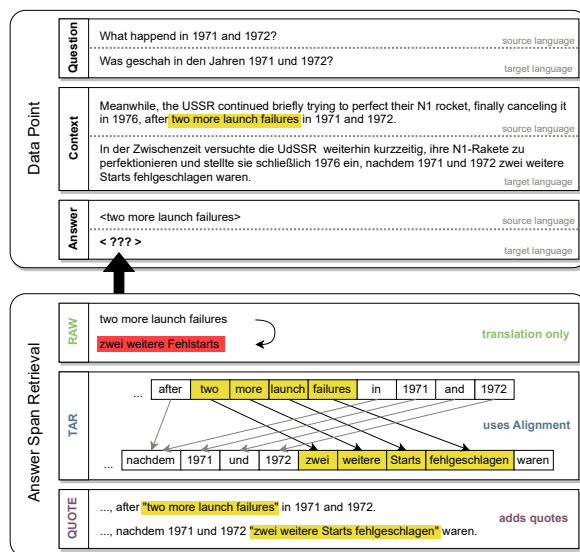 Data Point
Question
What happend in 1971 and 1972?
source language
Was geschah in den Jahren 1971 und 1972?
target language
Context
Meanwhile, the USSR continued briefly trying to perfect their N1 rocket, finally canceling it
in 1976, after two more launch failures in 1971 and 1972.
source language
In der Zwischenzeit versuchte die UdSSR weiterhin kurzzeitig, ihre N1-Rakete zu
perfektionieren und stellte sie schließlich 1976 ein, nachdem 1971 und 1972 zwei weitere
Starts fehlgeschlagen waren.
target language
Answer
<two more launch failures>
source language
< ??? >
target language
Answer Span Retrieval
RAW
two more launch failures
zwei weitere Fehlstarts
translation only
TAR
... after two more launch failures in 1971 and 1972
uses Alignment
... nachdem 1971 und 1972 zwei weitere Starts fehlgeschlagen waren
QUOTE
..., after "two more launch failures" in 1971 and 1972.
adds quotes
..., nachdem 1971 und 1972 "zwei weitere Starts fehlgeschlagen" waren.